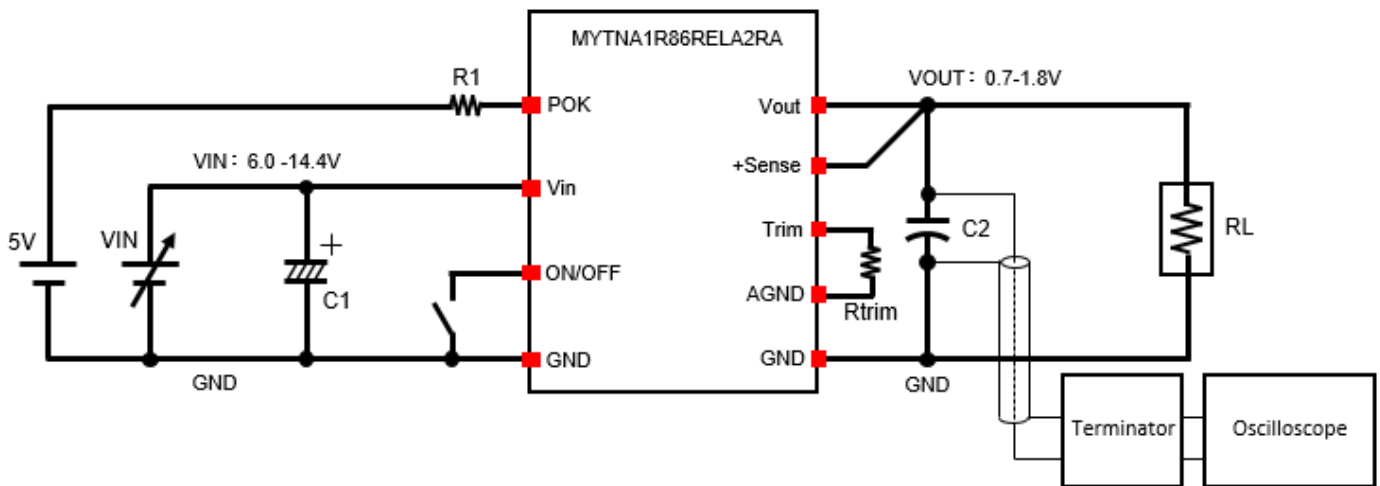 MYTNA1R86RELA2RA
R1
POK
VOUT: 0.7-1.8V
Vout
VIN: 6.0 -14.4V
+Sense
Vin
5V
VIN
Trim
C2
RL
ON/OFF
C1
AGND
Rtrim
GND
GND
GND
GND
Terminator
Oscilloscope